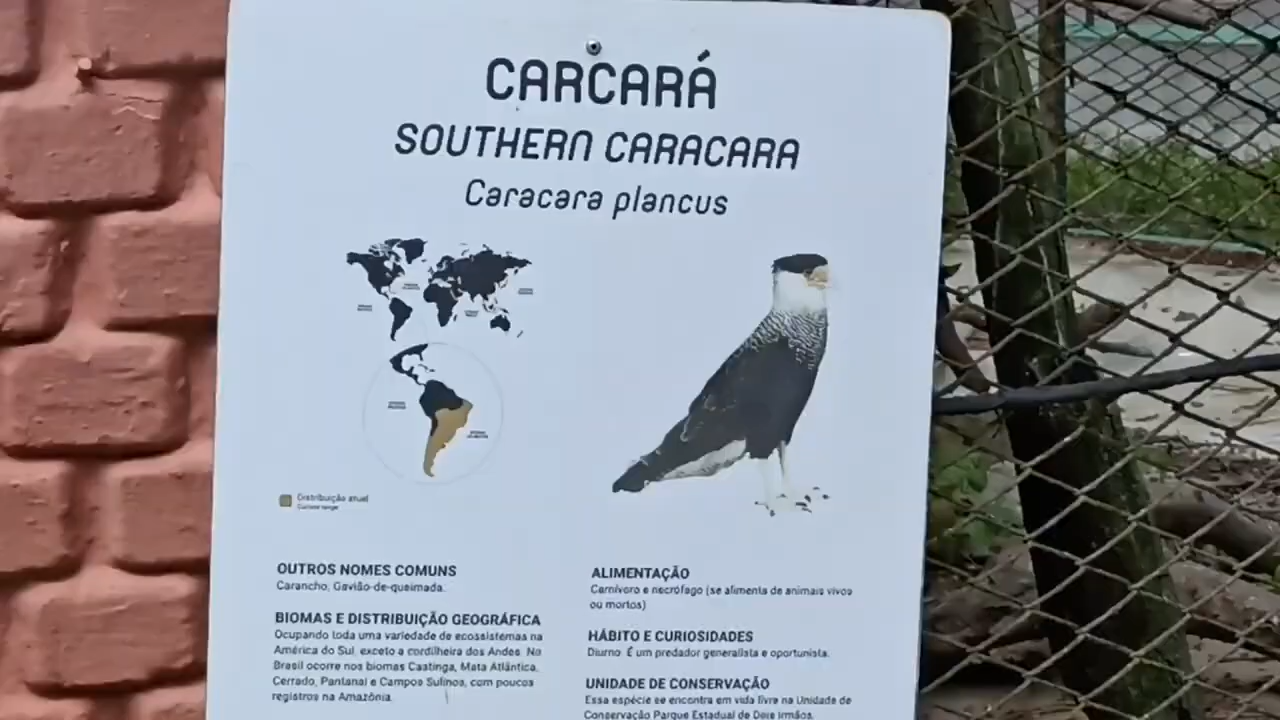 CARCARÁ
SOUTHERN CARACARA
Caracara plancus
Distribuição atual
Current range
OUTROS NOMES COMUNS
Carancho, Gavião-de-queimada.
BIOMAS E DISTRIBUIÇÃO GEOGRÁFICA
Ocupando toda uma variedade de ecossistemas na
América do Sul, exceto a cordilheira dos Andes. No
Brasil ocorre nos biomas Caatinga, Mata Atlântica,
Cerrado, Pantanal e Campos Sulinos, com poucos
registros na Amazônia.
ALIMENTAÇÃO
Carnívoro e necrófago (se alimenta de animais vivos
ou mortos)
HÁBITO E CURIOSIDADES
Diurno. É um predador generalista e oportunista.
UNIDADE DE CONSERVAÇÃO
Essa espécie se encontra em vida livre na Unidade de
Conservação Parque Estadual de Dois Irmãos.